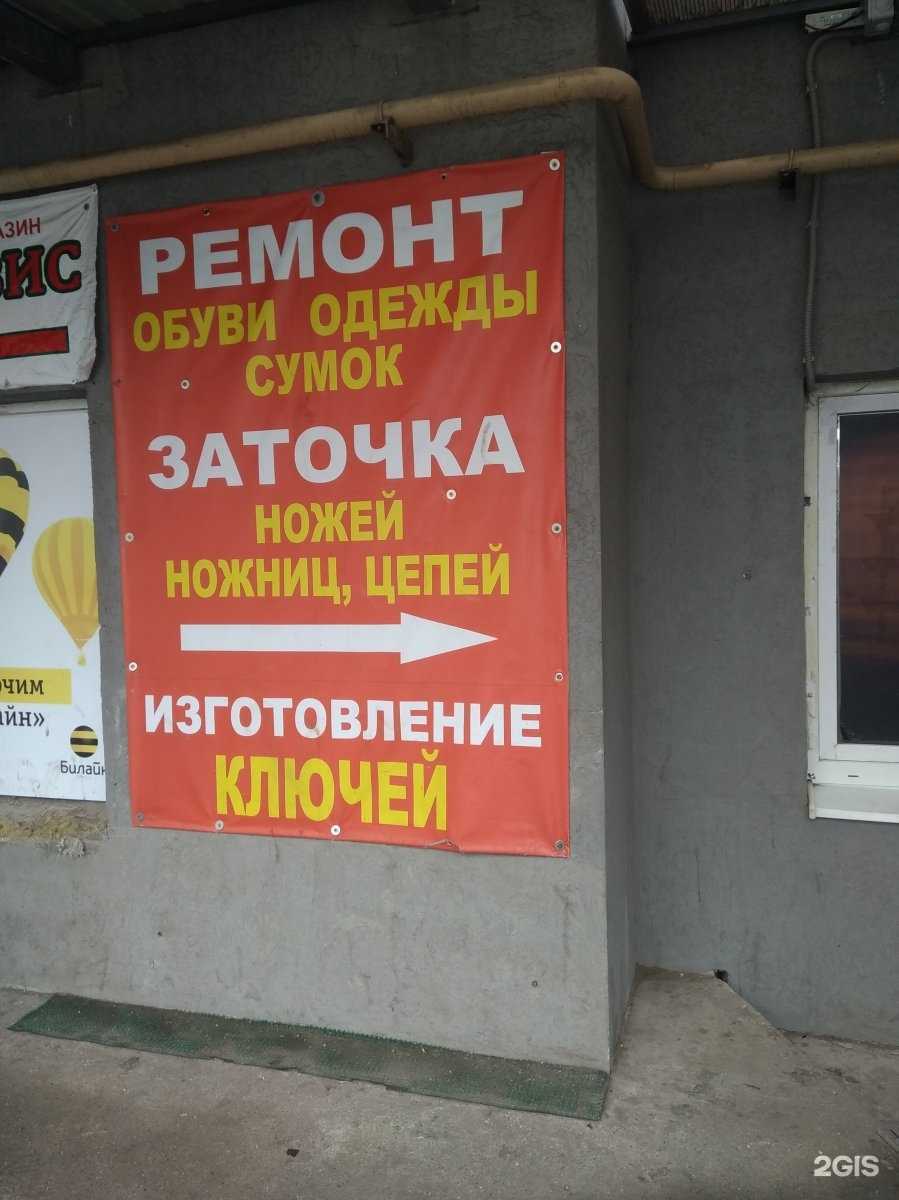 РЕМОНТ
ОБУВИ ОДЕЖДЫ
СУМОК
ЗАТОЧКА
НОЖЕЙ
НОЖНИЦ, ЦЕПЕЙ
ИЗГОТОВЛЕНИЕ
КЛЮЧЕЙ
Билайн
2GIS